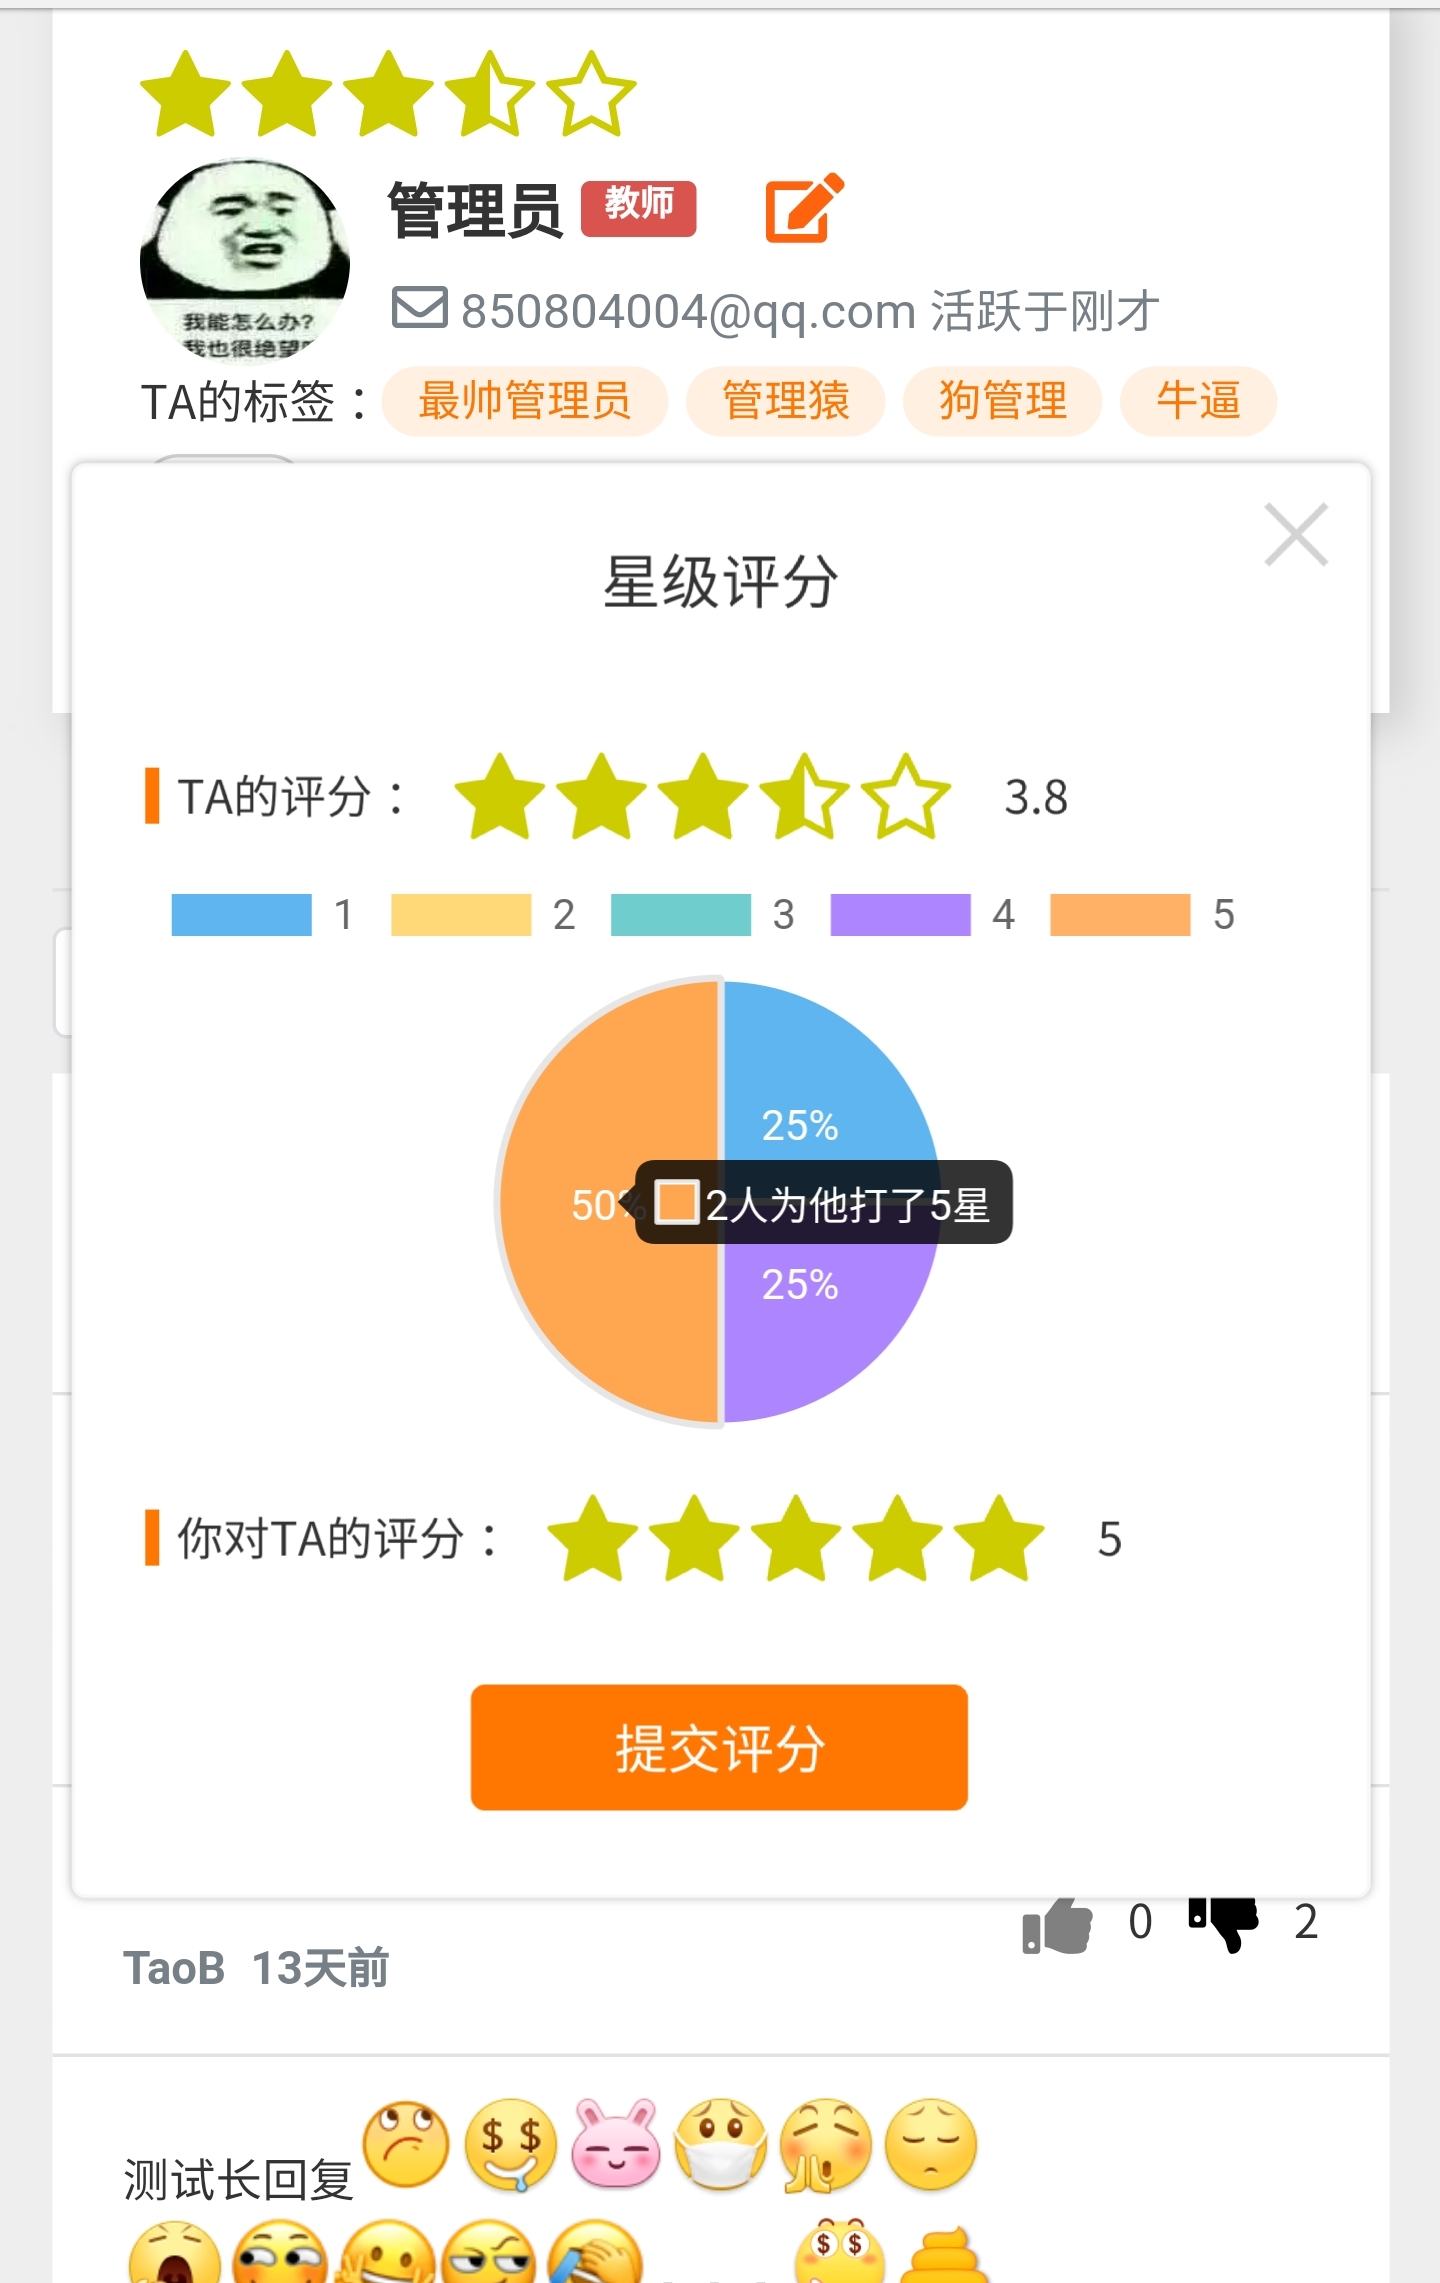 管理员 教师
850804004@qq.com 活跃于刚才
我能怎么办?
我也很绝望
TA的标签： 最帅管理员 管理猿 狗管理 牛逼
星级评分
TA的评分： 3.8
1 2 3 4 5
25%
50% 2人为他打了5星
25%
你对TA的评分： 5
提交评分
0 2
TaoB 13天前
测试长回复